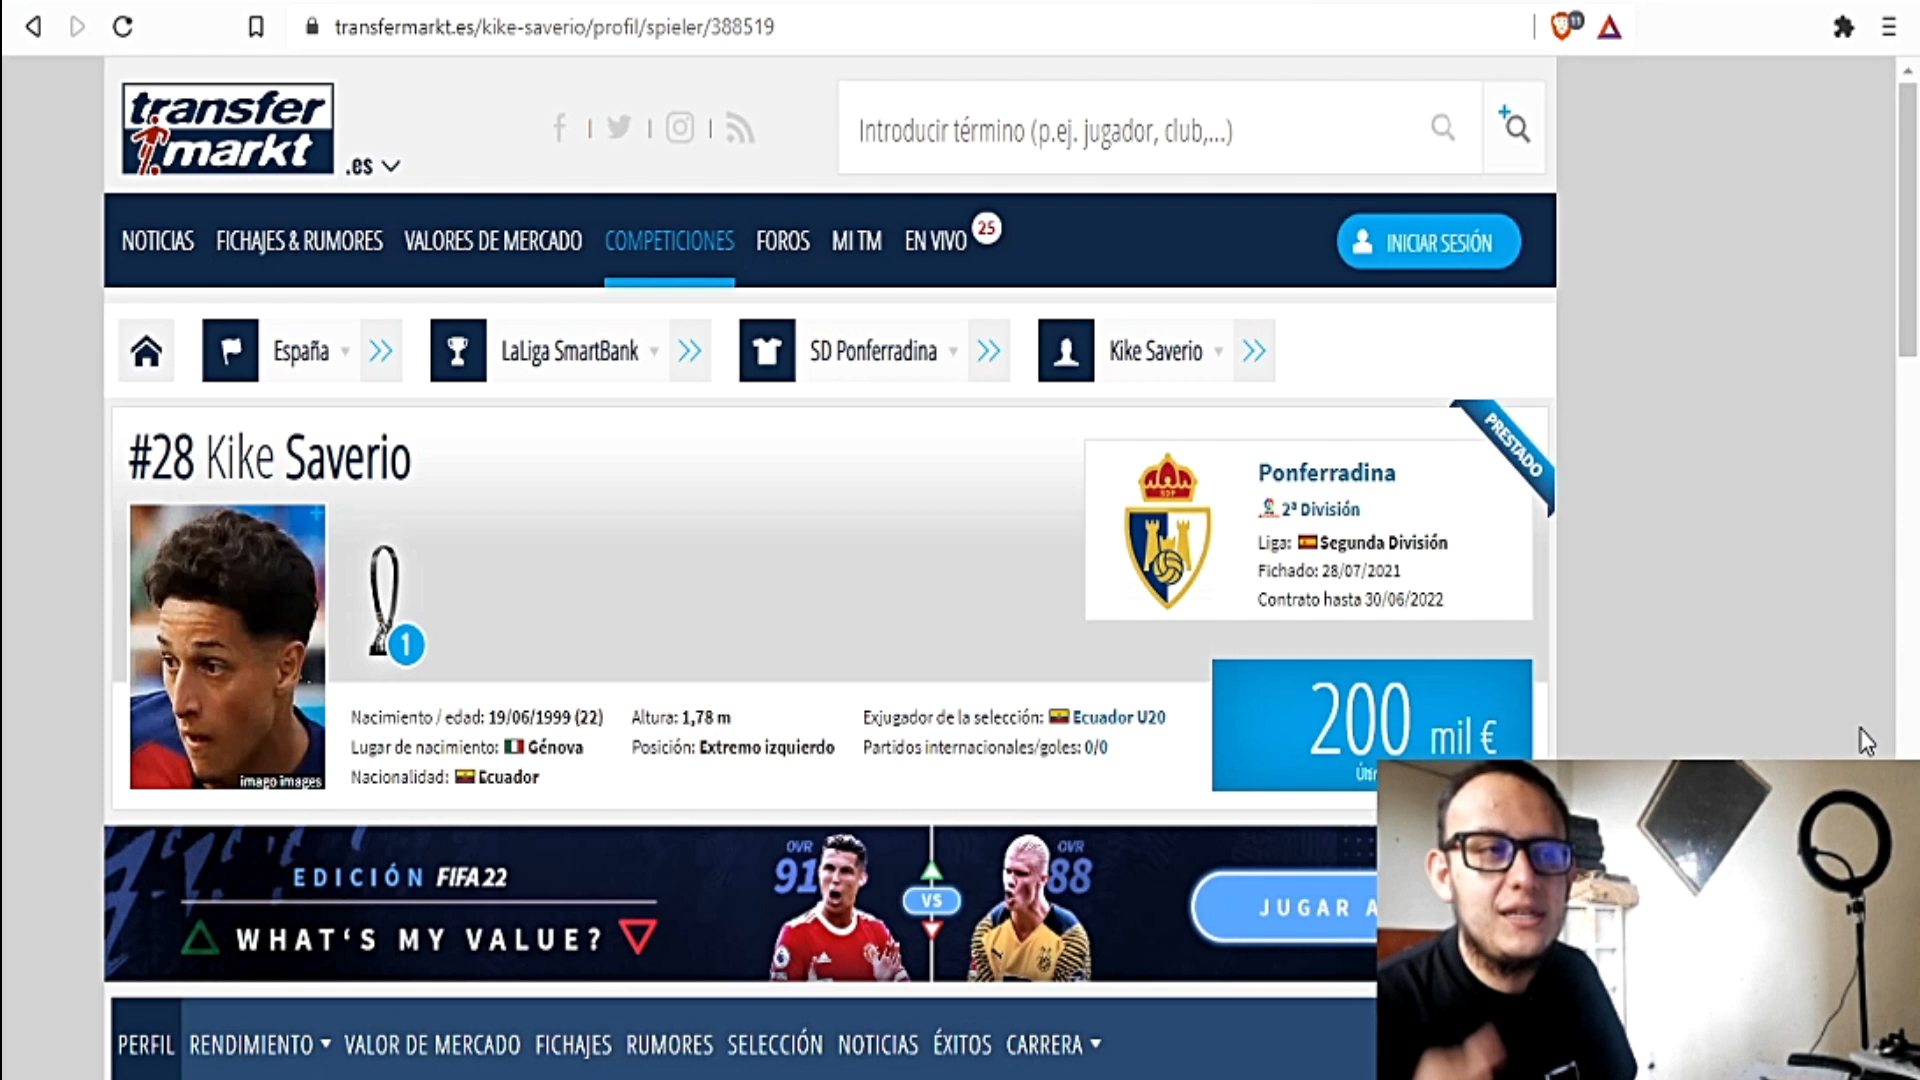 transfermarkt.es/kike-saverio/profil/spieler/388519
11
transfer
markt
.es
Introducir término (p.ej. jugador, club,...)
NOTICIAS FICHAJES & RUMORES VALORES DE MERCADO COMPETICIONES FOROS MI TM EN VIVO 25
INICIAR SESIÓN
España LaLiga SmartBank SD Ponferradina Kike Saverio
PRESTADO
#28 Kike Saverio
Ponferradina
2ª División
Liga: Segunda División
Fichado: 28/07/2021
Contrato hasta 30/06/2022
1
imago images
Nacimiento / edad: 19/06/1999 (22)
Lugar de nacimiento: Génova
Nacionalidad: Ecuador
Altura: 1,78 m
Posición: Extremo izquierdo
Exjugador de la selección: Ecuador U20
Partidos internacionales/goles: 0/0
200 mil €
EDICIÓN FIFA 22
WHAT'S MY VALUE?
OVR
91
VS
OVR
88
JUGAR A
PERFIL RENDIMIENTO VALOR DE MERCADO FICHAJES RUMORES SELECCIÓN NOTICIAS ÉXITOS CARRERA